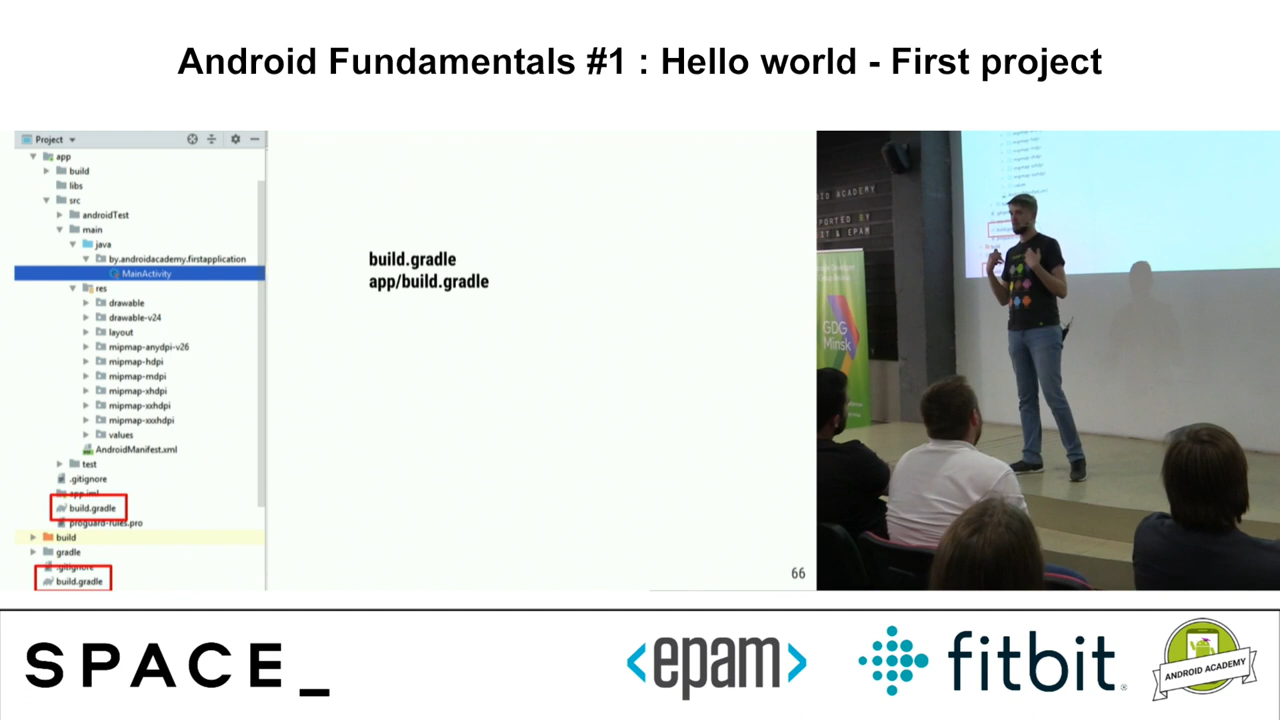 Android Fundamentals #1 : Hello world - First project
Project
app
build
libs
src
androidTest
main
java
by.androidacademy.firstapplication
MainActivity
res
drawable
drawable-v24
layout
mipmap-anydpi-v26
mipmap-hdpi
mipmap-mdpi
mipmap-xhdpi
mipmap-xxhdpi
mipmap-xxxhdpi
values
AndroidManifest.xml
test
.gitignore
app.iml
build.gradle
proguard-rules.pro
build
gradle
.gitignore
build.gradle
build.gradle
app/build.gradle
66
GDG
Minsk
SPACE_
<epam>
fitbit
ANDROID ACADEMY